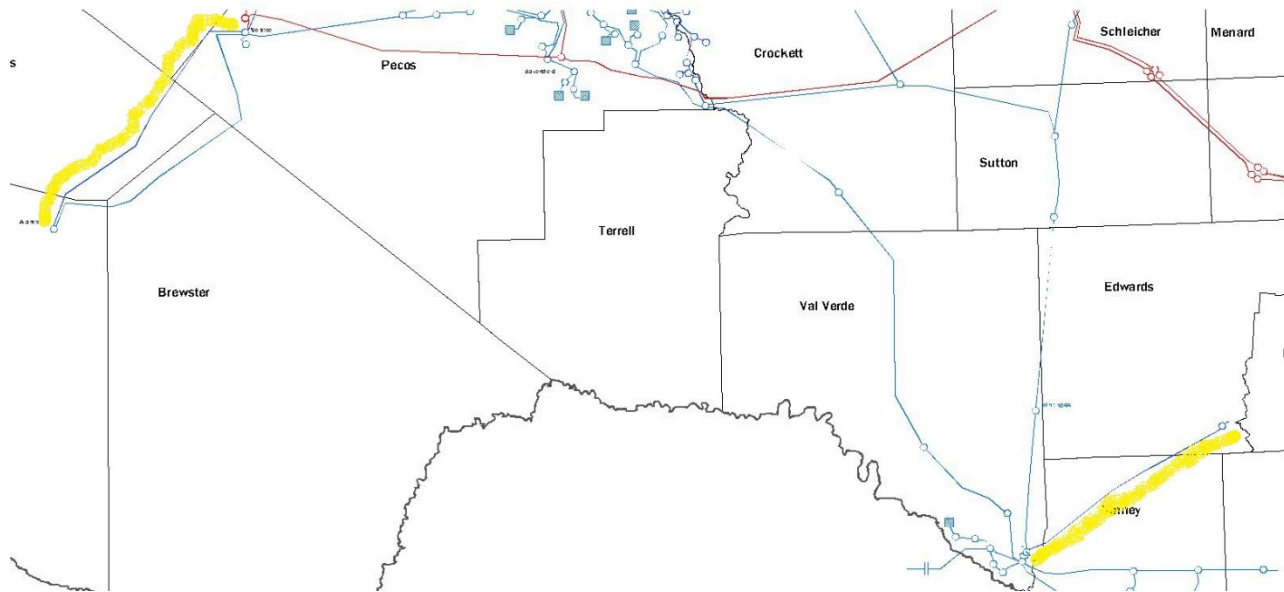 Crockett
Schleicher
Menard
s
Pecos
Sutton
Terrell
Brewster
Val Verde
Edwards